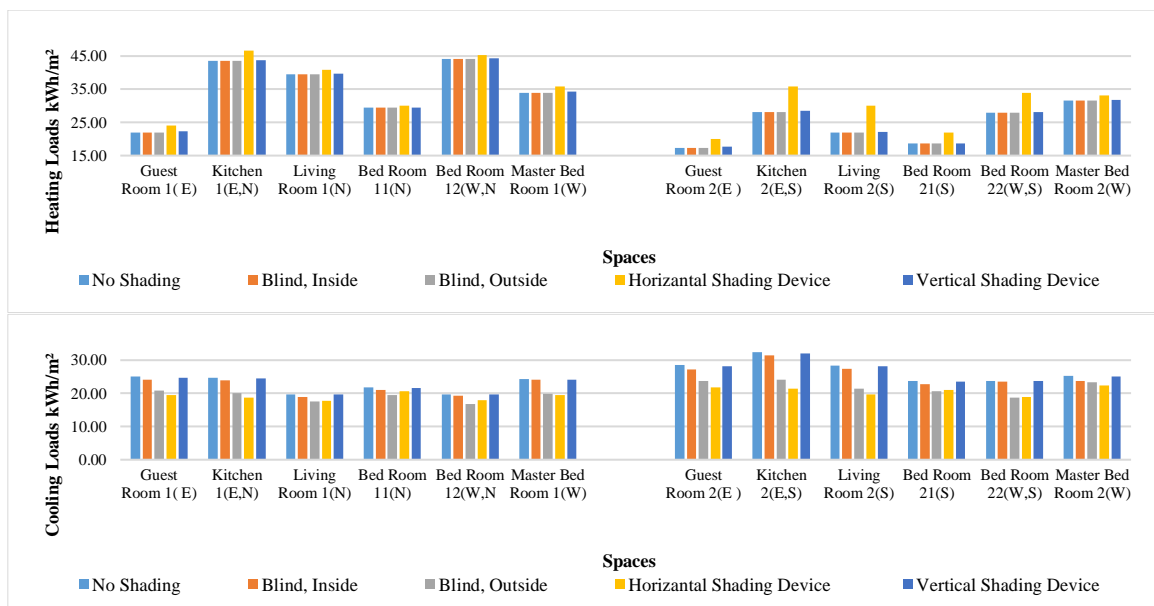 Heating Loads kWh/m²
45.00
35.00
25.00
15.00
Guest
Room 1( E)
Kitchen
1(E,N)
Living
Room 1(N)
Bed Room
11(N)
Bed Room
12(W,N
Master Bed
Room 1(W)
Guest
Room 2(E )
Kitchen
2(E,S)
Living
Room 2(S)
Bed Room
21(S)
Bed Room
22(W,S)
Master Bed
Room 2(W)
Spaces
No Shading
Blind, Inside
Blind, Outside
Horizantal Shading Device
Vertical Shading Device
Cooling Loads kWh/m²
30.00
20.00
10.00
0.00
Guest
Room 1( E)
Kitchen
1(E,N)
Living
Room 1(N)
Bed Room
11(N)
Bed Room
12(W,N
Master Bed
Room 1(W)
Guest
Room 2(E )
Kitchen
2(E,S)
Living
Room 2(S)
Bed Room
21(S)
Bed Room
22(W,S)
Master Bed
Room 2(W)
Spaces
No Shading
Blind, Inside
Blind, Outside
Horizantal Shading Device
Vertical Shading Device